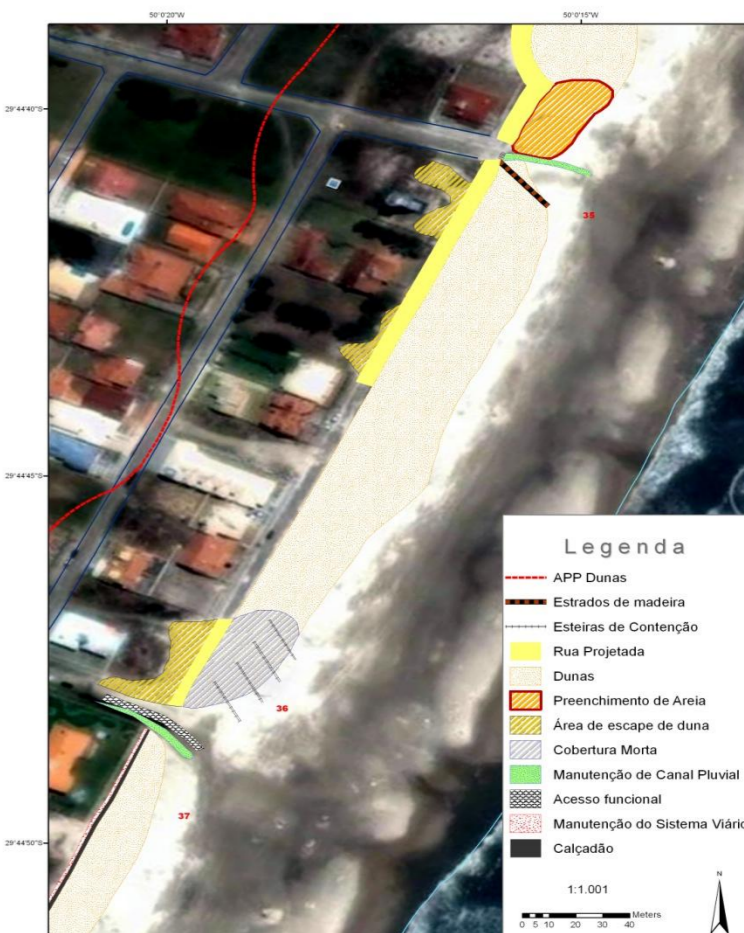 50°0'20"W
50°0'15"W
29°44'40"S
35
29°44'45"S
36
37
29°44'50"S
Legenda
APP Dunas
Estrados de madeira
Esteiras de Contenção
Rua Projetada
Dunas
Preenchimento de Areia
Área de escape de duna
Cobertura Morta
Manutenção de Canal Pluvial
Acesso funcional
Manutenção do Sistema Viário
Calçadão
1:1.001
N
0 5 10 20 30 40 Meters